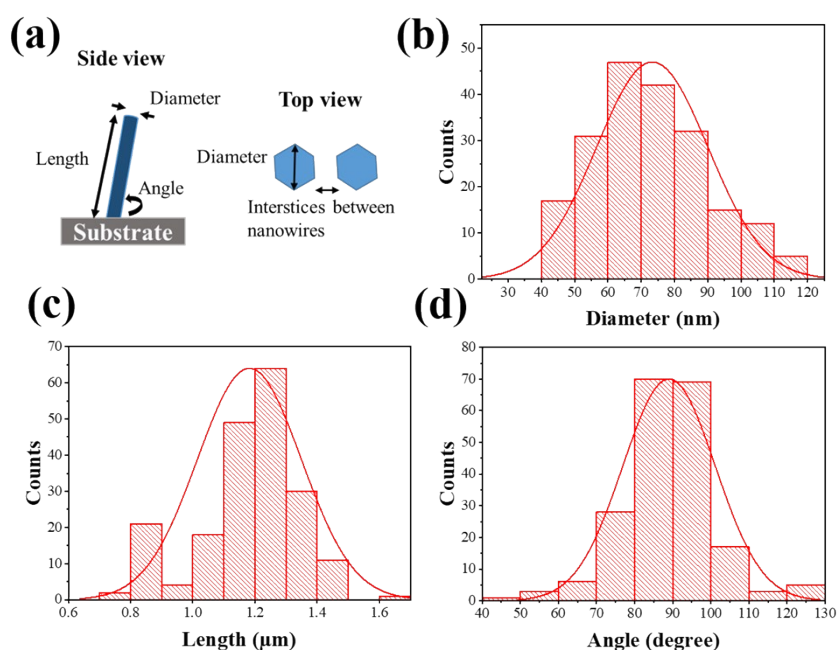 (a)
Side view
Diameter
Length
Angle
Substrate
Top view
Diameter
Interstices between
nanowires
(b)
Counts
50
40
30
20
10
0
30 40 50 60 70 80 90 100 110 120
Diameter (nm)
(c)
Counts
70
60
50
40
30
20
10
0
0.6 0.8 1.0 1.2 1.4 1.6
Length (μm)
(d)
Counts
80
70
60
50
40
30
20
10
0
40 50 60 70 80 90 100 110 120 130
Angle (degree)